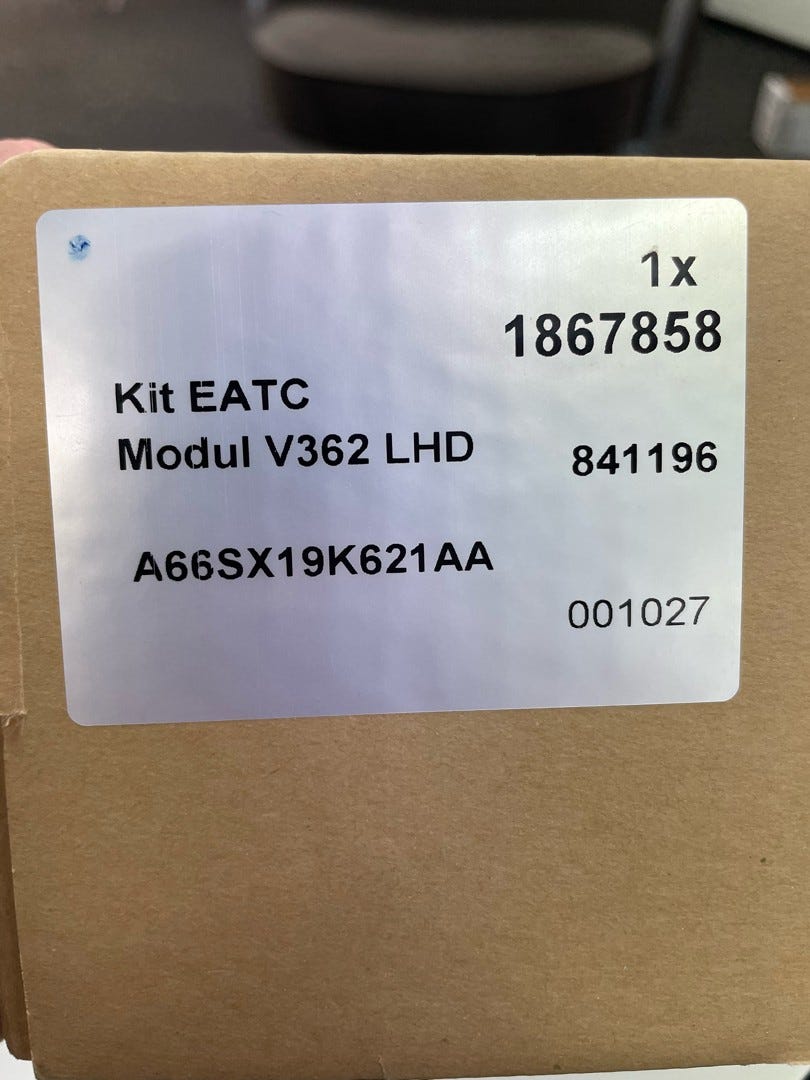 1x
1867858
Kit EATC
Modul V362 LHD 841196
A66SX19K621AA
001027